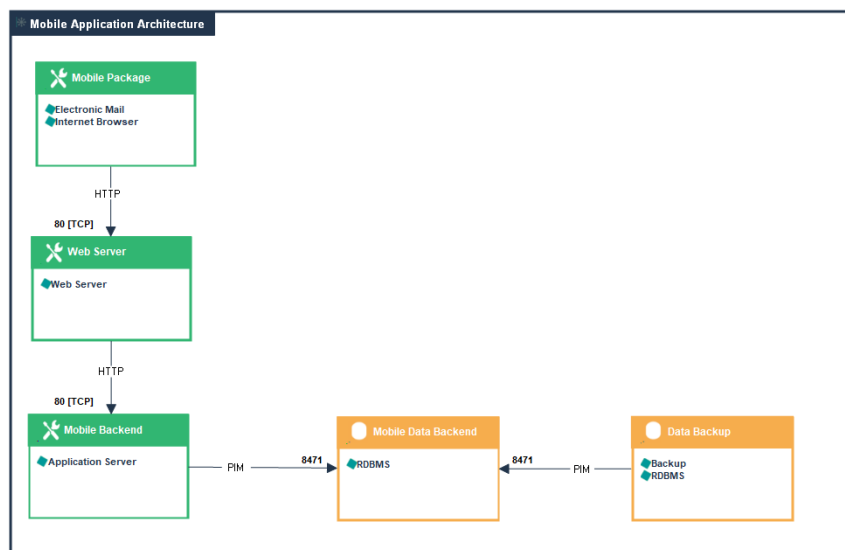 Mobile Application Architecture
Mobile Package
Electronic Mail
Internet Browser
HTTP
80 [TCP]
Web Server
Web Server
HTTP
80 [TCP]
Mobile Backend
Application Server
PIM
8471
Mobile Data Backend
RDBMS
8471
PIM
Data Backup
Backup
RDBMS